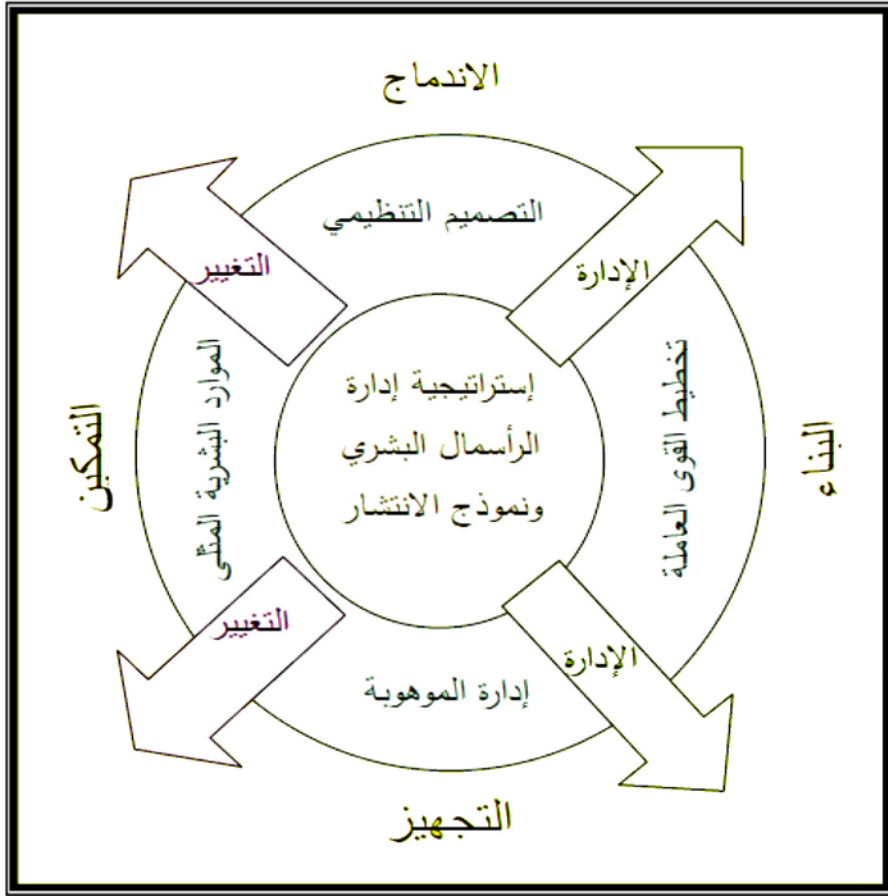 الاندماج
التصميم التنظيمي
التغيير
الإدارة
إستراتيجية إدارة
الرأسمال البشري
ونموذج الانتشار
تخطيط القوى العاملة
البناء
الموارد البشرية المثلى
التمكين
التغيير
الإدارة
إدارة الموهوبة
التجهيز